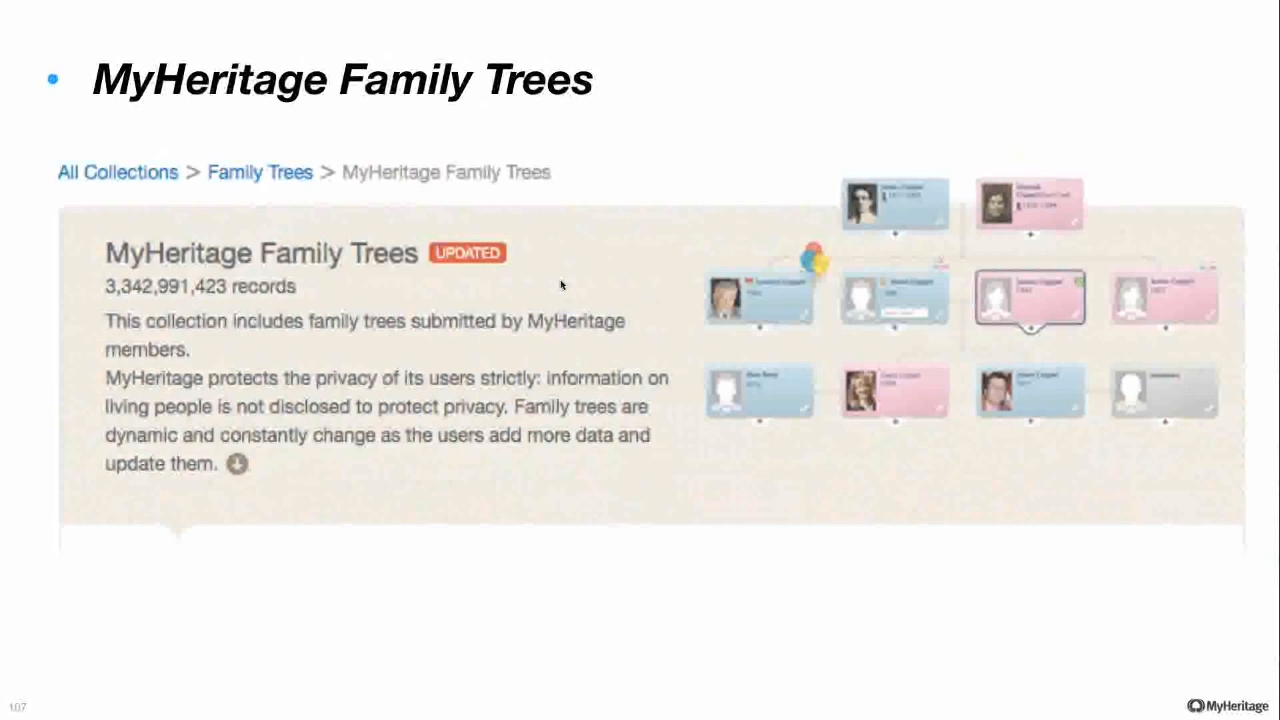 • MyHeritage Family Trees
All Collections > Family Trees > MyHeritage Family Trees
MyHeritage Family Trees UPDATED
3,342,991,423 records
This collection includes family trees submitted by MyHeritage
members.
MyHeritage protects the privacy of its users strictly: information on
living people is not disclosed to protect privacy. Family trees are
dynamic and constantly change as the users add more data and
update them.
107
MyHeritage